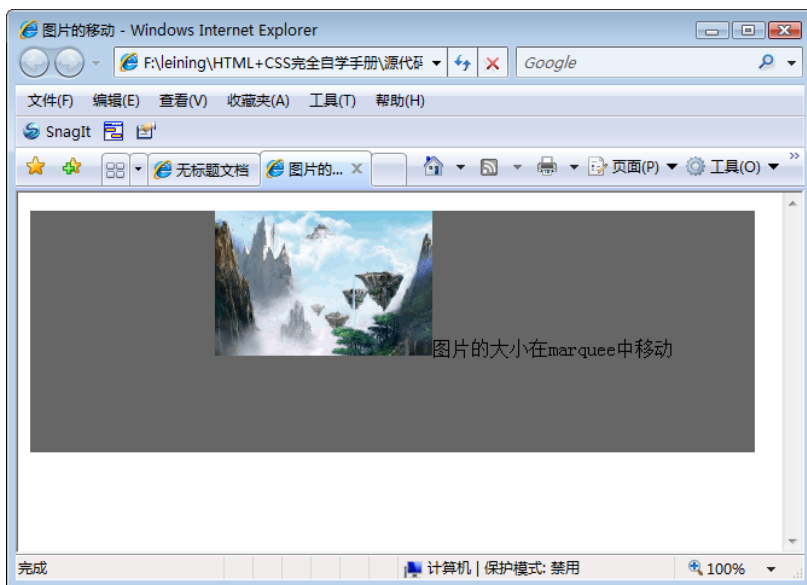 图片的移动 - Windows Internet Explorer
F:\leining\HTML+CSS完全自学手册\源代码
Google
文件(F) 编辑(E) 查看(V) 收藏夹(A) 工具(T) 帮助(H)
SnagIt
无标题文档 图片的... 页面(P) 工具(O) »
图片的大小在marquee中移动
完成 计算机 | 保护模式: 禁用 100%